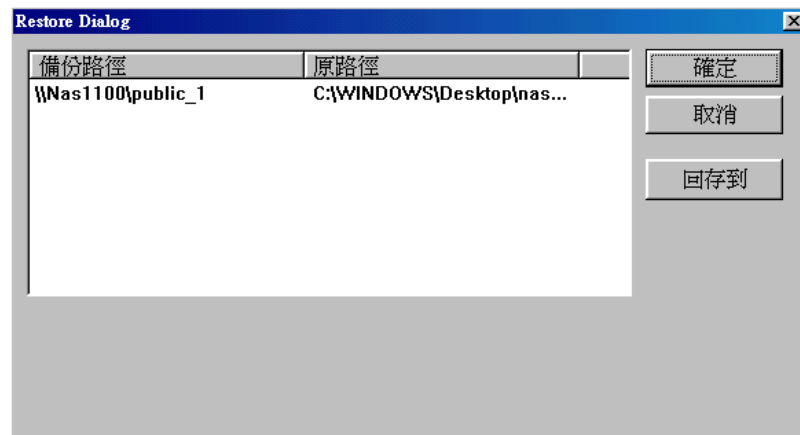 Restore Dialog
備份路徑 原路徑
確定
\\Nas1100\public_1 C:\WINDOWS\Desktop\nas...
取消
回存到